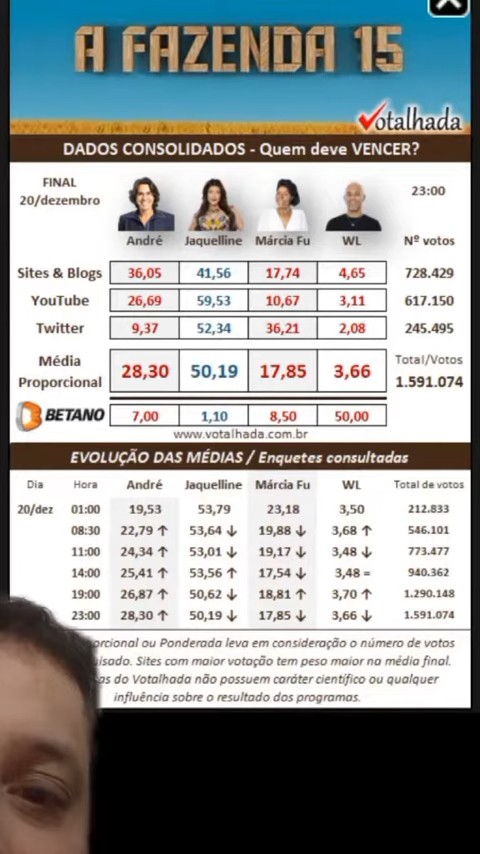 A FAZENDA 15
Votalhada
DADOS CONSOLIDADOS - Quem deve VENCER?
FINAL
20/dezembro
23:00
André Jaquelline Márcia Fu WL Nº votos
Sites & Blogs 36,05 41,56 17,74 4,65 728.429
YouTube 26,69 59,53 10,67 3,11 617.150
Twitter 9,37 52,34 36,21 2,08 245.495
Média
Proporcional 28,30 50,19 17,85 3,66
Total/Votos
1.591.074
BETANO 7,00 1,10 8,50 50,00
www.votalhada.com.br
EVOLUÇÃO DAS MÉDIAS / Enquetes consultadas
Dia Hora André Jaquelline Márcia Fu WL Total de votos
20/dez 01:00 19,53 53,79 23,18 3,50 212.833
08:30 22,79 ↑ 53,64 ↓ 19,88 ↓ 3,68 ↑ 546.101
11:00 24,34 ↑ 53,01 ↓ 19,17 ↓ 3,48 ↓ 773.477
14:00 25,41 ↑ 53,56 ↑ 17,54 ↓ 3,48 = 940.362
19:00 26,87 ↑ 50,62 ↓ 18,81 ↑ 3,70 ↑ 1.290.148
23:00 28,30 ↑ 50,19 ↓ 17,85 ↓ 3,66 ↓ 1.591.074
ou Ponderada leva em consideração o número de votos
Sites com maior votação tem peso maior na média final.
do Votalhada não possuem caráter científico ou qualquer
influência sobre o resultado dos programas.